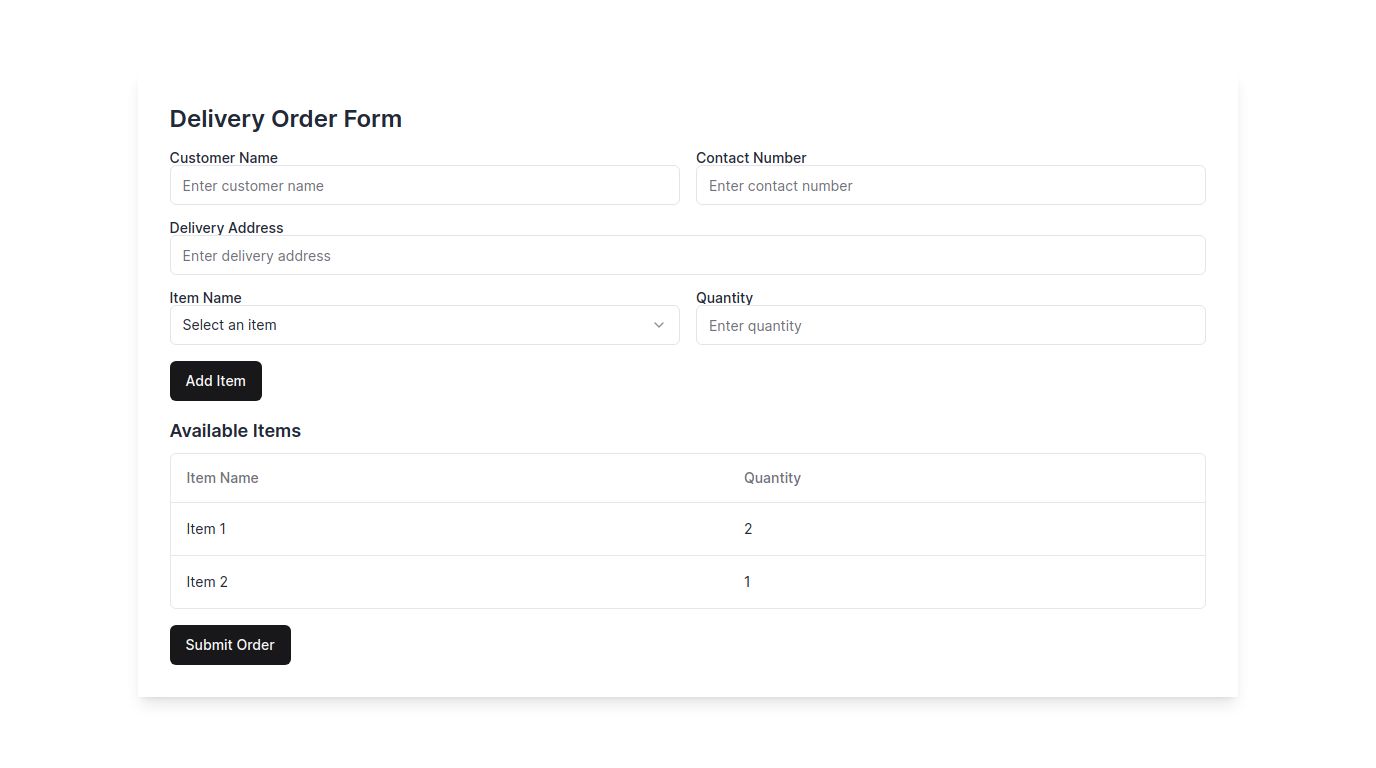 Delivery Order Form
Customer Name
Contact Number
Enter customer name
Enter contact number
Delivery Address
Enter delivery address
Item Name
Quantity
Select an item
Enter quantity
Add Item
Available Items
Item Name Quantity
Item 1 2
Item 2 1
Submit Order